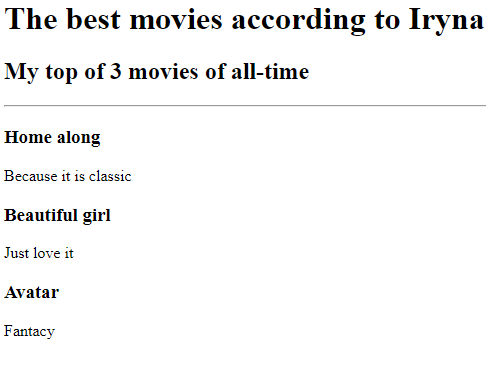 The best movies according to Iryna
My top of 3 movies of all-time
Home along
Because it is classic
Beautiful girl
Just love it
Avatar
Fantacy